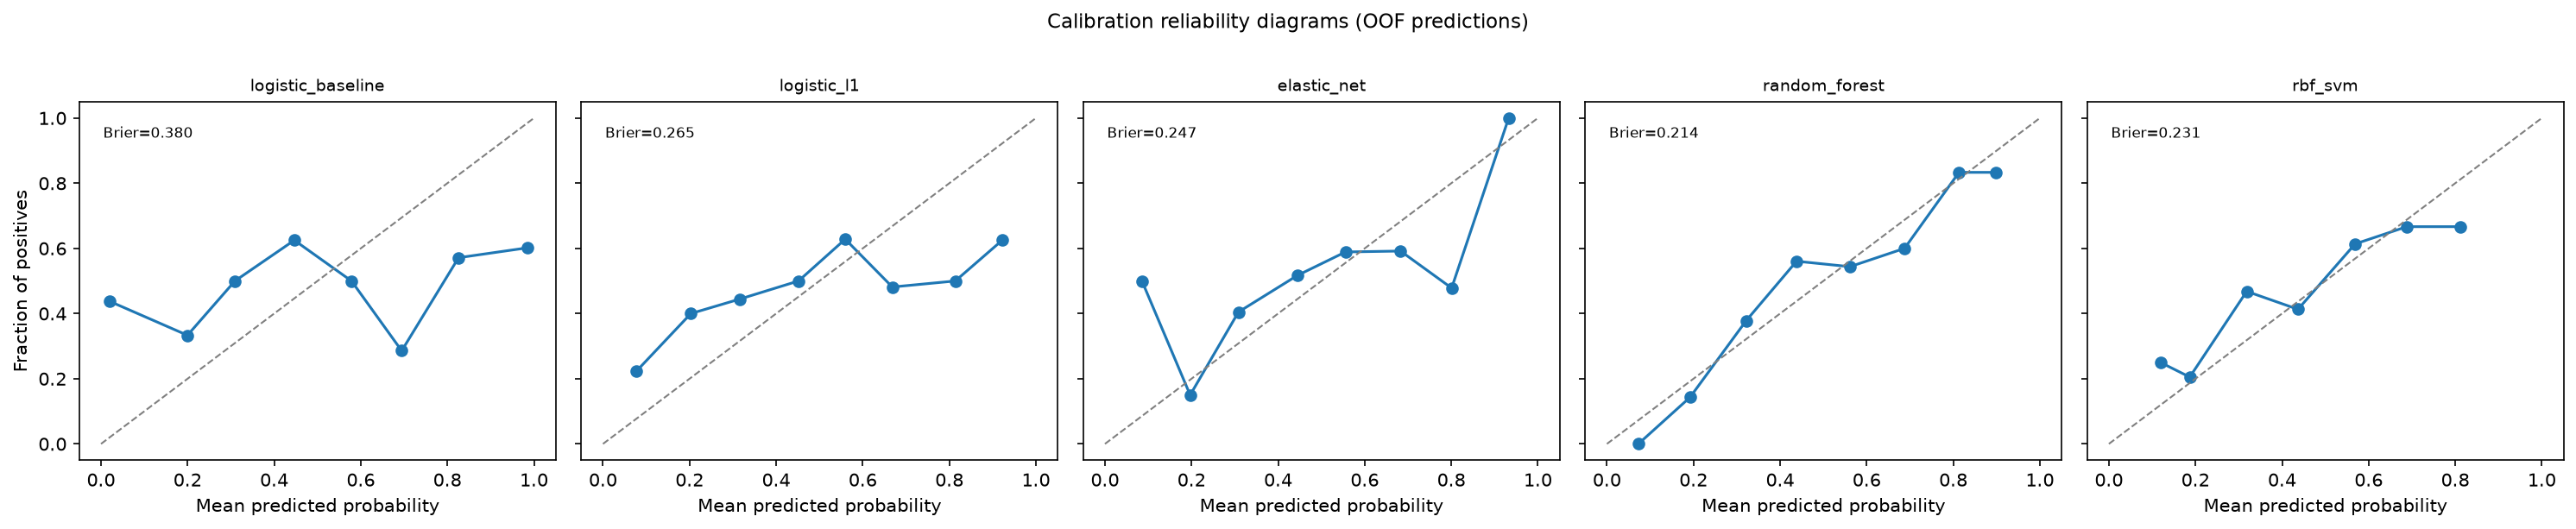 Calibration reliability diagrams (OOF predictions)
logistic_baseline
logistic_l1
elastic_net
random_forest
rbf_svm
Brier=0.380
Brier=0.265
Brier=0.247
Brier=0.214
Brier=0.231
Fraction of positives
1.0
0.8
0.6
0.4
0.2
0.0
0.0 0.2 0.4 0.6 0.8 1.0
0.0 0.2 0.4 0.6 0.8 1.0
0.0 0.2 0.4 0.6 0.8 1.0
0.0 0.2 0.4 0.6 0.8 1.0
0.0 0.2 0.4 0.6 0.8 1.0
Mean predicted probability
Mean predicted probability
Mean predicted probability
Mean predicted probability
Mean predicted probability